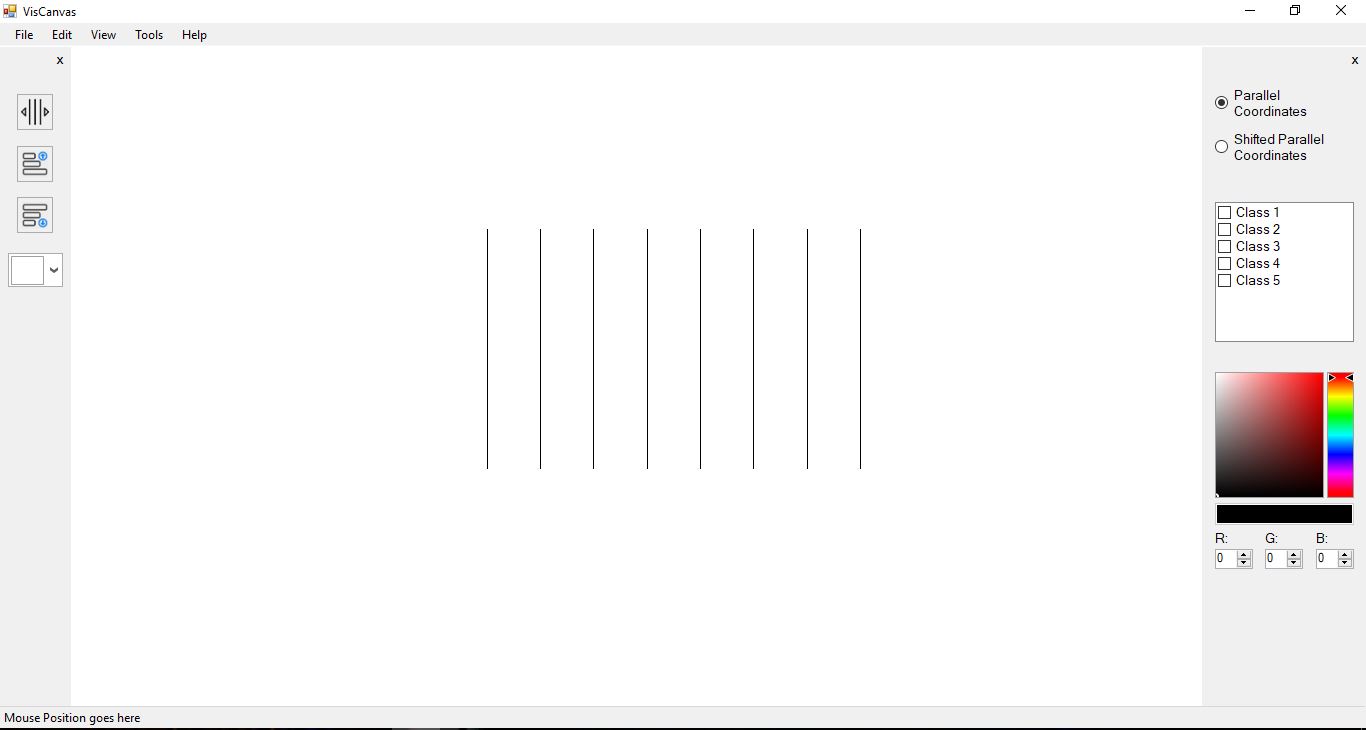 VisCanvas
File Edit View Tools Help
x
x
Parallel
Coordinates
Shifted Parallel
Coordinates
Class 1
Class 2
Class 3
Class 4
Class 5
R: G: B:
0 0 0
Mouse Position goes here